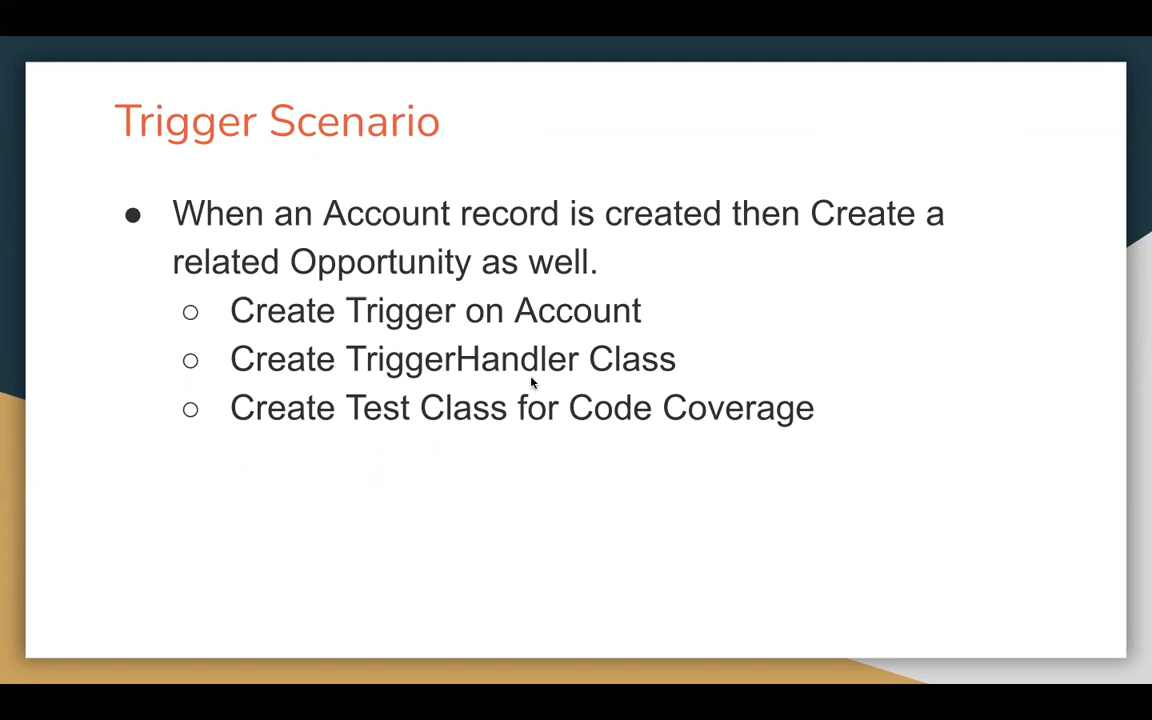 Trigger Scenario
● When an Account record is created then Create a
related Opportunity as well.
○ Create Trigger on Account
○ Create TriggerHandler Class
○ Create Test Class for Code Coverage